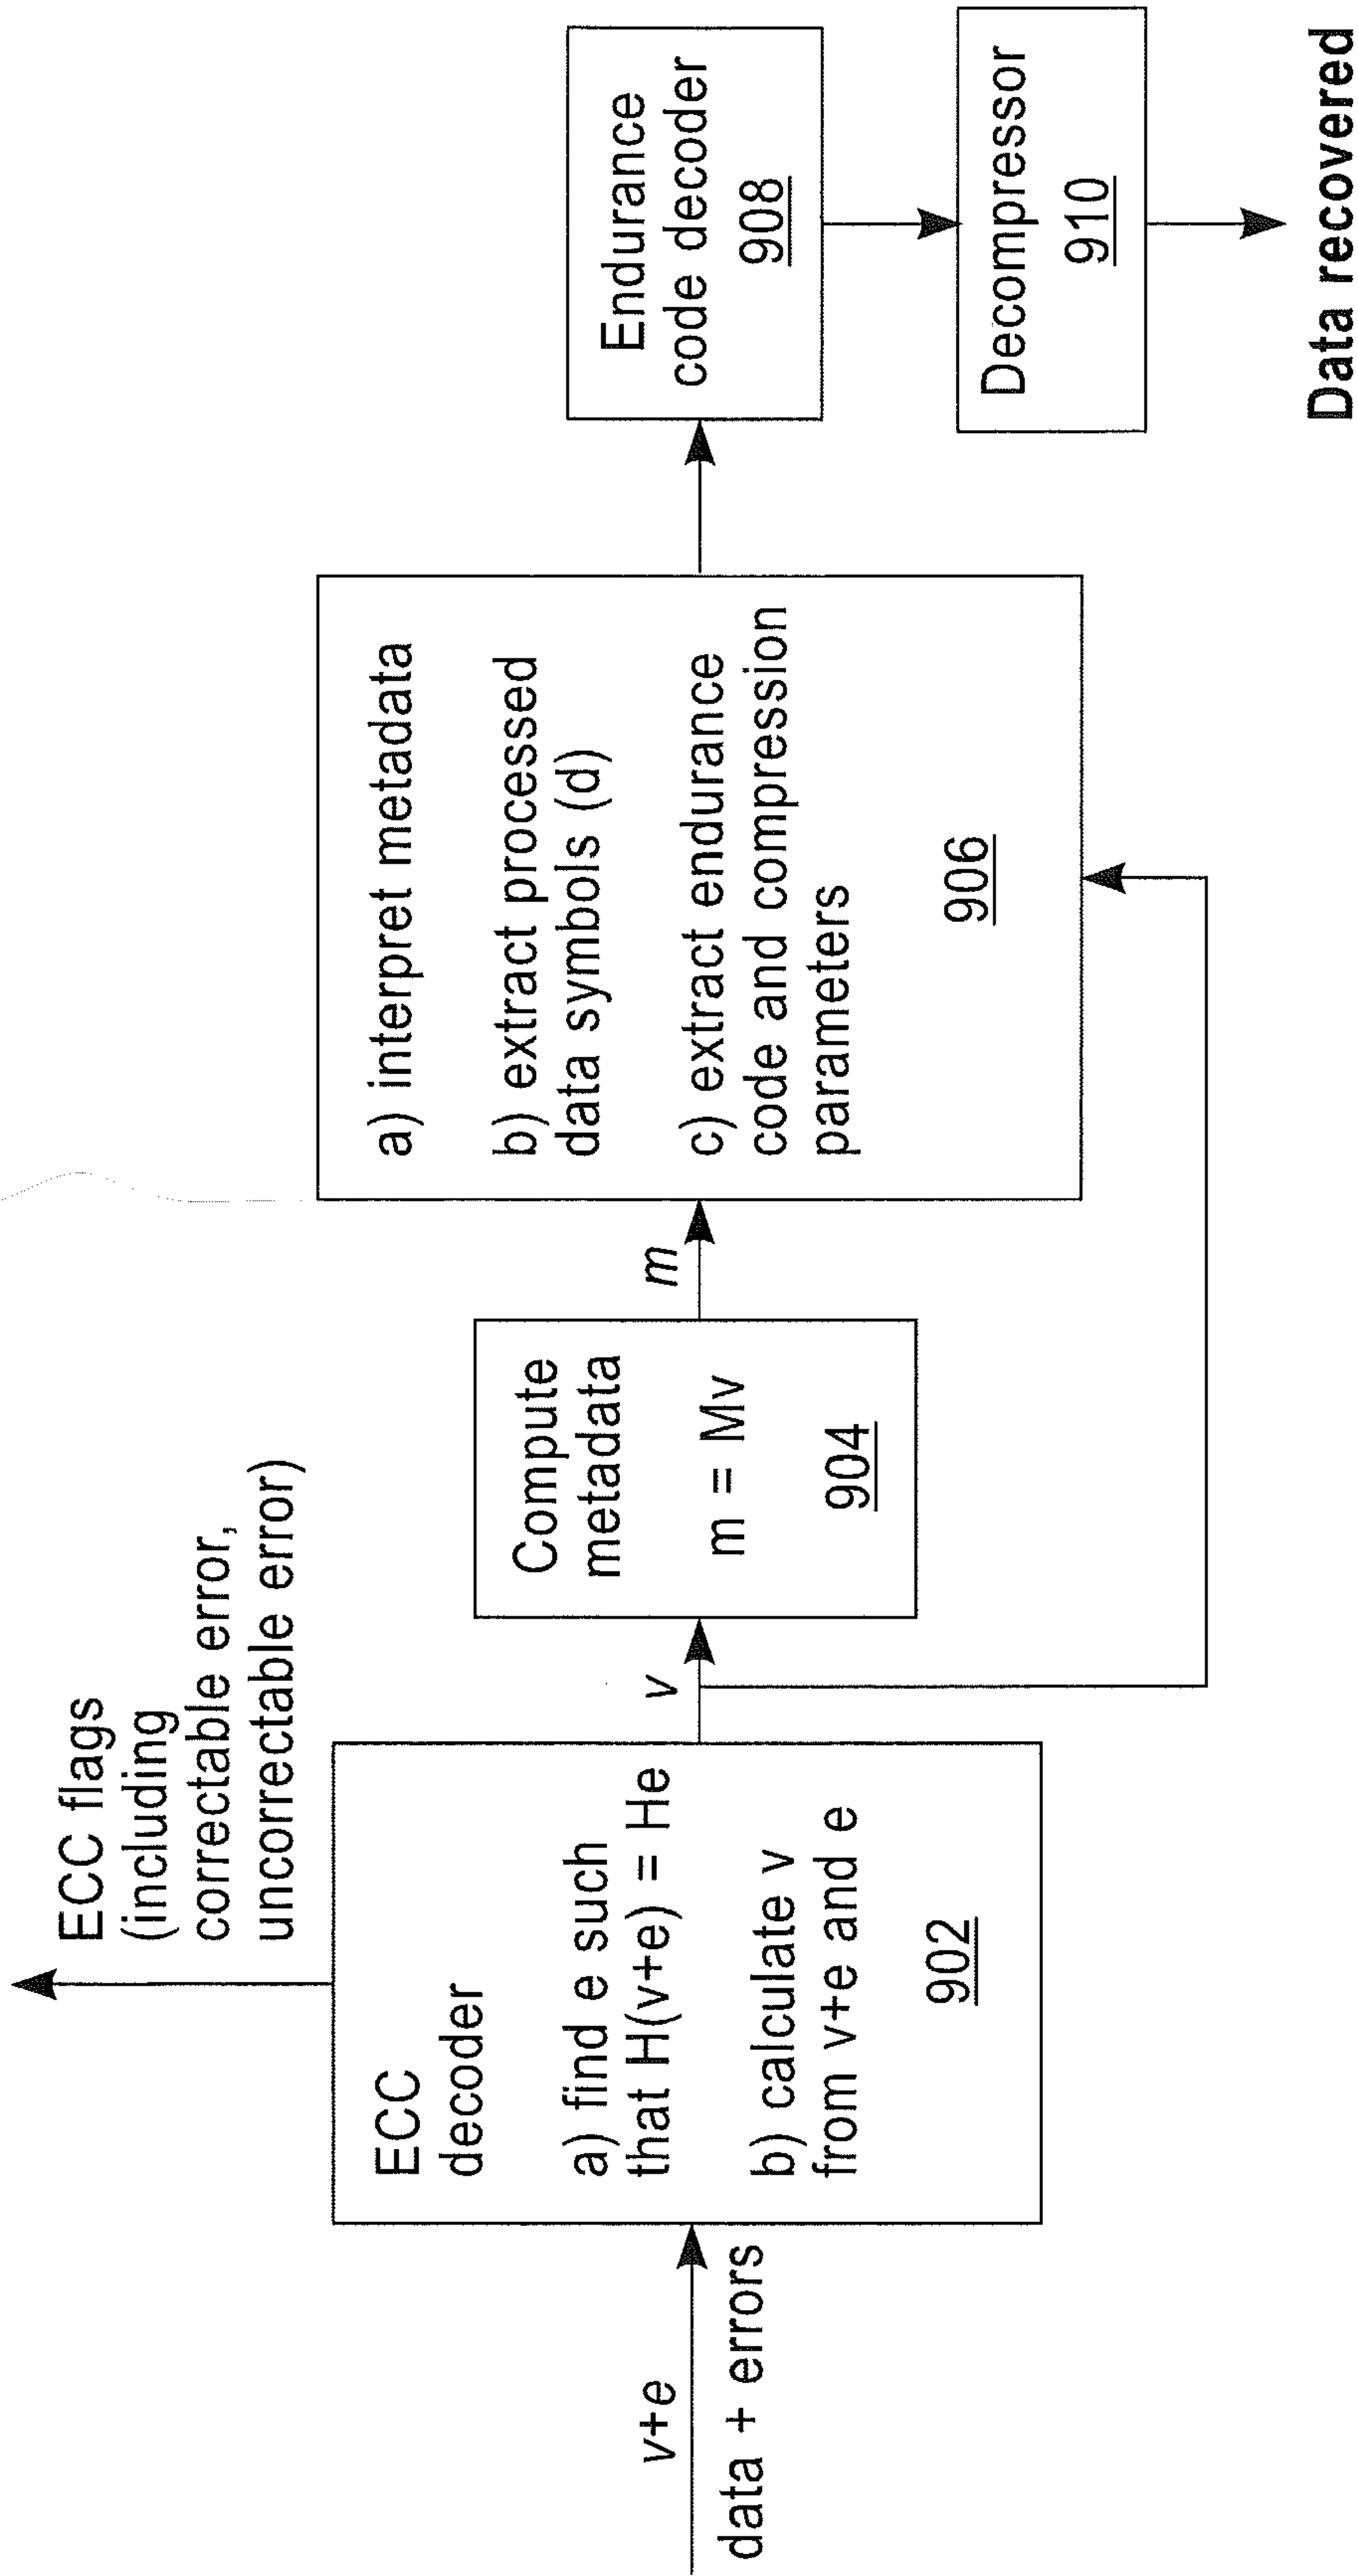 ECC flags
(including
correctable error,
uncorrectable error)
v+e
data + errors
ECC
decoder
a) find e such
that H(v+e) = He
b) calculate v
from v+e and e
902
v
Compute
metadata
m = Mv
904
m
a) interpret metadata
b) extract processed
data symbols (d)
c) extract endurance
code and compression
parameters
906
Endurance
code decoder
908
Decompressor
910
Data recovered